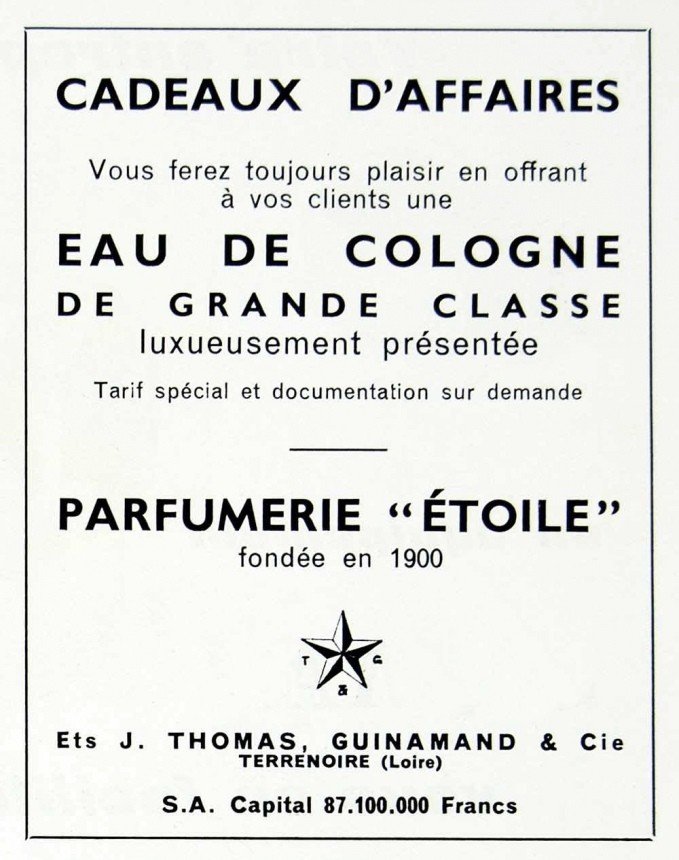 CADEAUX D'AFFAIRES
Vous ferez toujours plaisir en offrant
à vos clients une
EAU DE COLOGNE
DE GRANDE CLASSE
luxueusement présentée
Tarif spécial et documentation sur demande
PARFUMERIE “ÉTOILE”
fondée en 1900
T G
&
Ets J. THOMAS, GUINAMAND & Cie
TERRENOIRE (Loire)
S.A. Capital 87.100.000 Francs